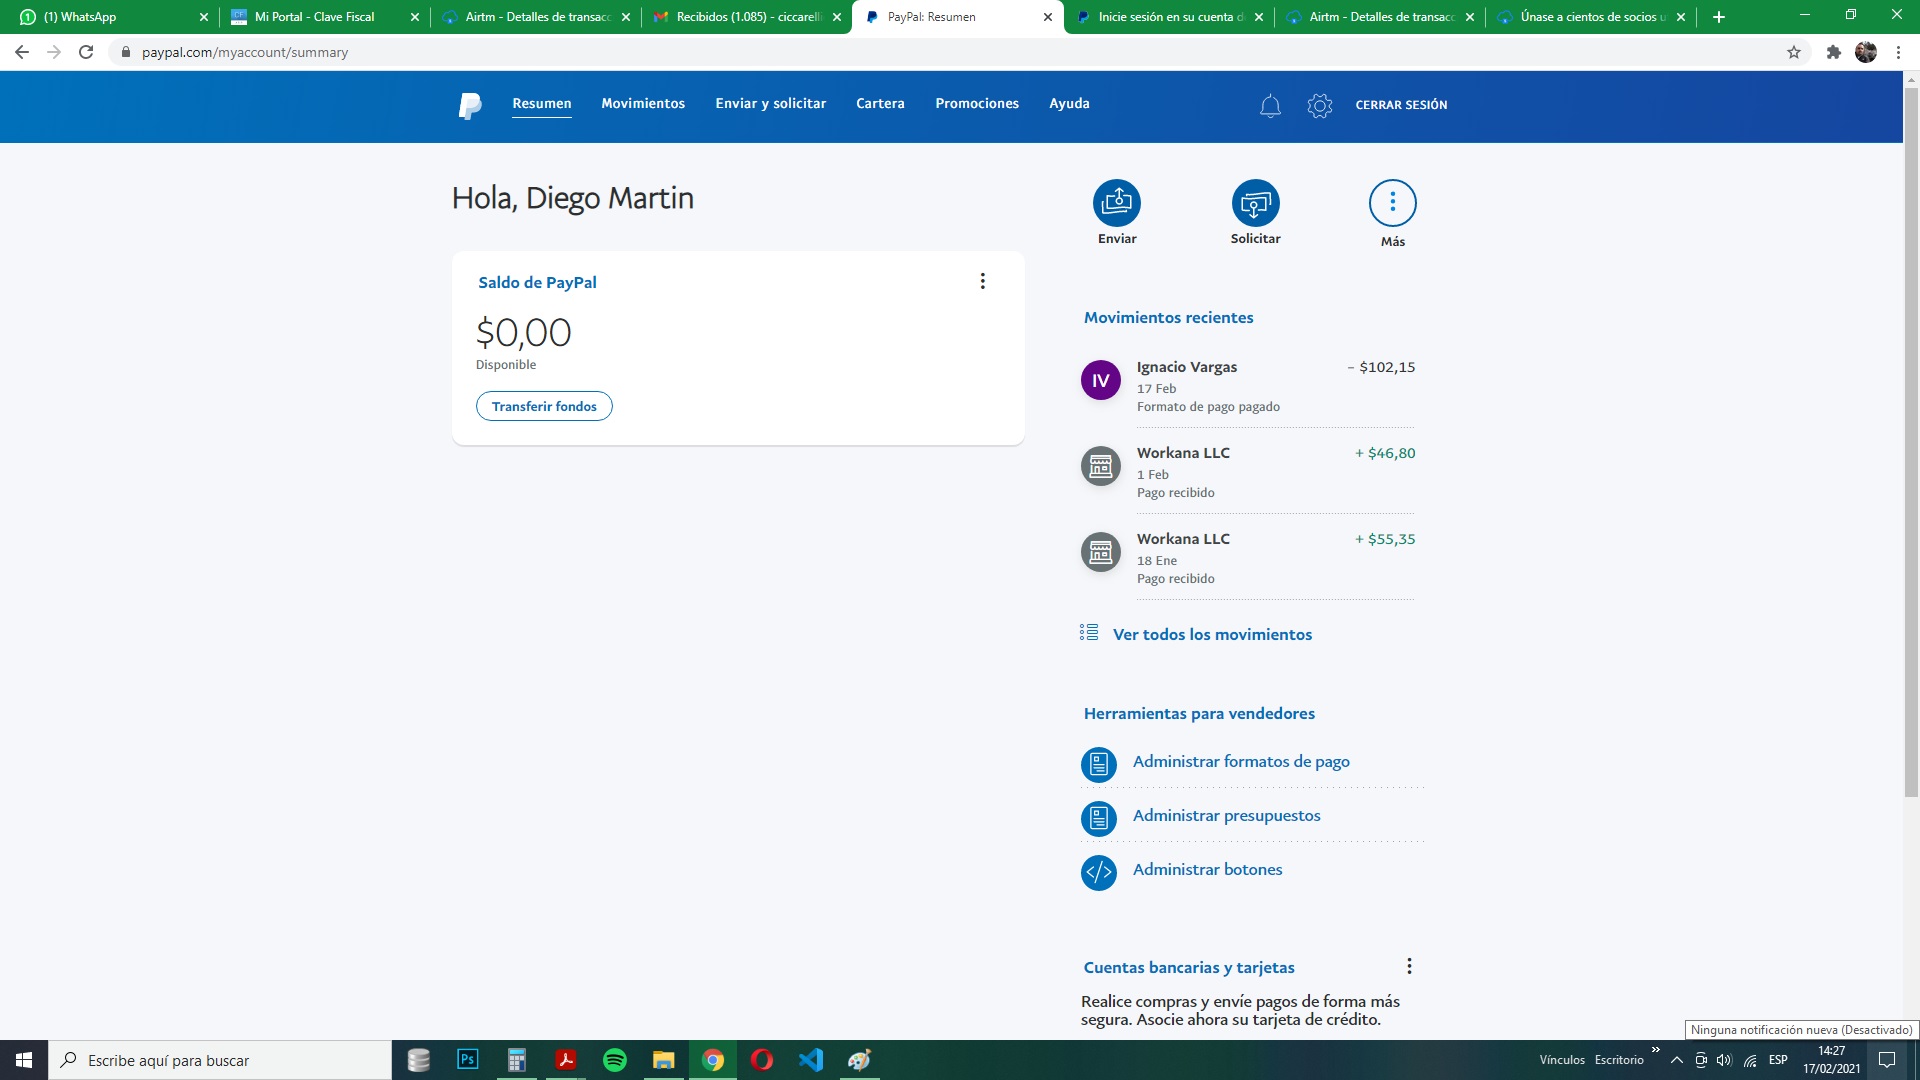 (1) WhatsApp
Mi Portal - Clave Fiscal
Airtm - Detalles de transacc
Recibidos (1.085) - ciccarelli
PayPal: Resumen
Inicie sesión en su cuenta d
Airtm - Detalles de transacc
Únase a cientos de socios u
paypal.com/myaccount/summary
Resumen
Movimientos
Enviar y solicitar
Cartera
Promociones
Ayuda
CERRAR SESIÓN
Hola, Diego Martin
Enviar
Solicitar
Más
Saldo de PayPal
$0,00
Disponible
Transferir fondos
Movimientos recientes
IV
Ignacio Vargas
− $102,15
17 Feb
Formato de pago pagado
Workana LLC
+ $46,80
1 Feb
Pago recibido
Workana LLC
+ $55,35
18 Ene
Pago recibido
Ver todos los movimientos
Herramientas para vendedores
Administrar formatos de pago
Administrar presupuestos
Administrar botones
Cuentas bancarias y tarjetas
Realice compras y envíe pagos de forma más
segura. Asocie ahora su tarjeta de crédito.
Ninguna notificación nueva (Desactivado)
Escribe aquí para buscar
Ps
Vínculos
Escritorio
ESP
14:27
17/02/2021